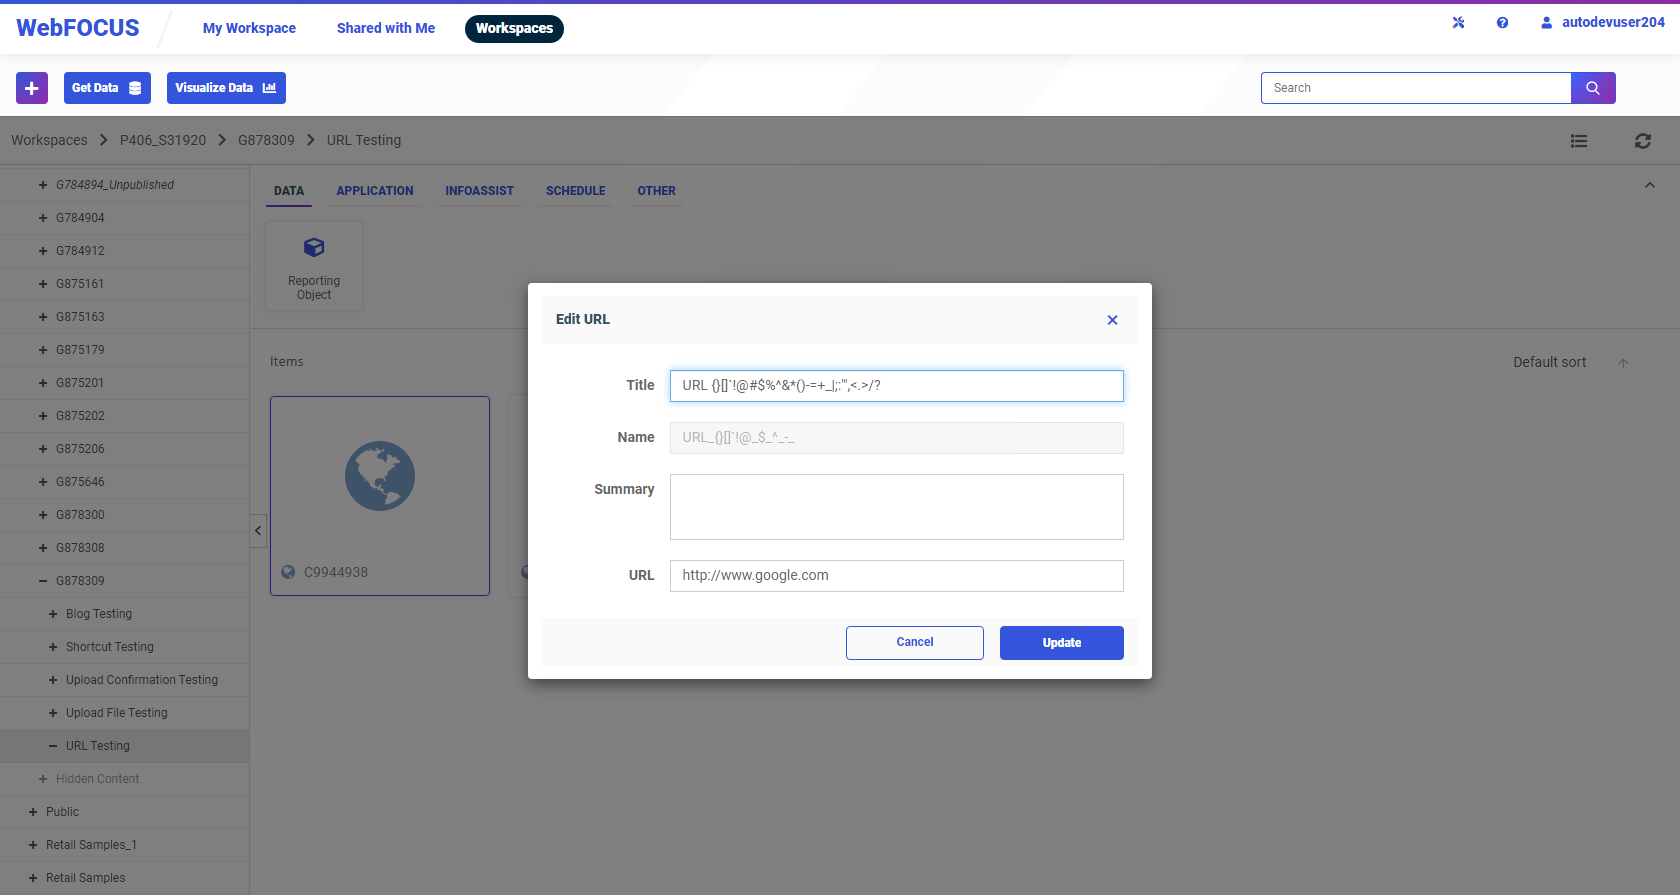 WebFOCUS
My Workspace
Shared with Me
Workspaces
autodevuser204
Get Data
Visualize Data
Search
Workspaces > P406_S31920 > G878309 > URL Testing
G784894_Unpublished
G784904
G784912
G875161
G875163
G875179
G875201
G875202
G875206
G875646
G878300
G878308
G878309
Blog Testing
Shortcut Testing
Upload Confirmation Testing
Upload File Testing
URL Testing
Hidden Content
Public
Retail Samples_1
Retail Samples
DATA
APPLICATION
INFOASSIST
SCHEDULE
OTHER
Reporting
Object
Items
Default sort
C9944938
Edit URL
Title
URL {}[]`!@#$%^&*()-=+_|;:'",<.>/?
Name
URL_{}[]`!@_$_^_-_
Summary
URL
http://www.google.com
Cancel
Update